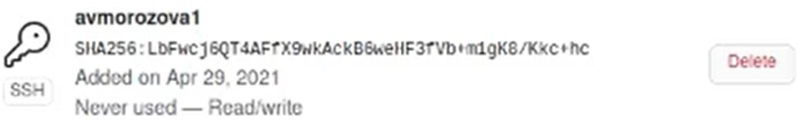 avmorozova1
SHA256:LbFwcj6QT4AFfX9wkAckB6weHF3fVb+m1gK8/Kkc+hc
Added on Apr 29, 2021
SSH
Never used — Read/write
Delete